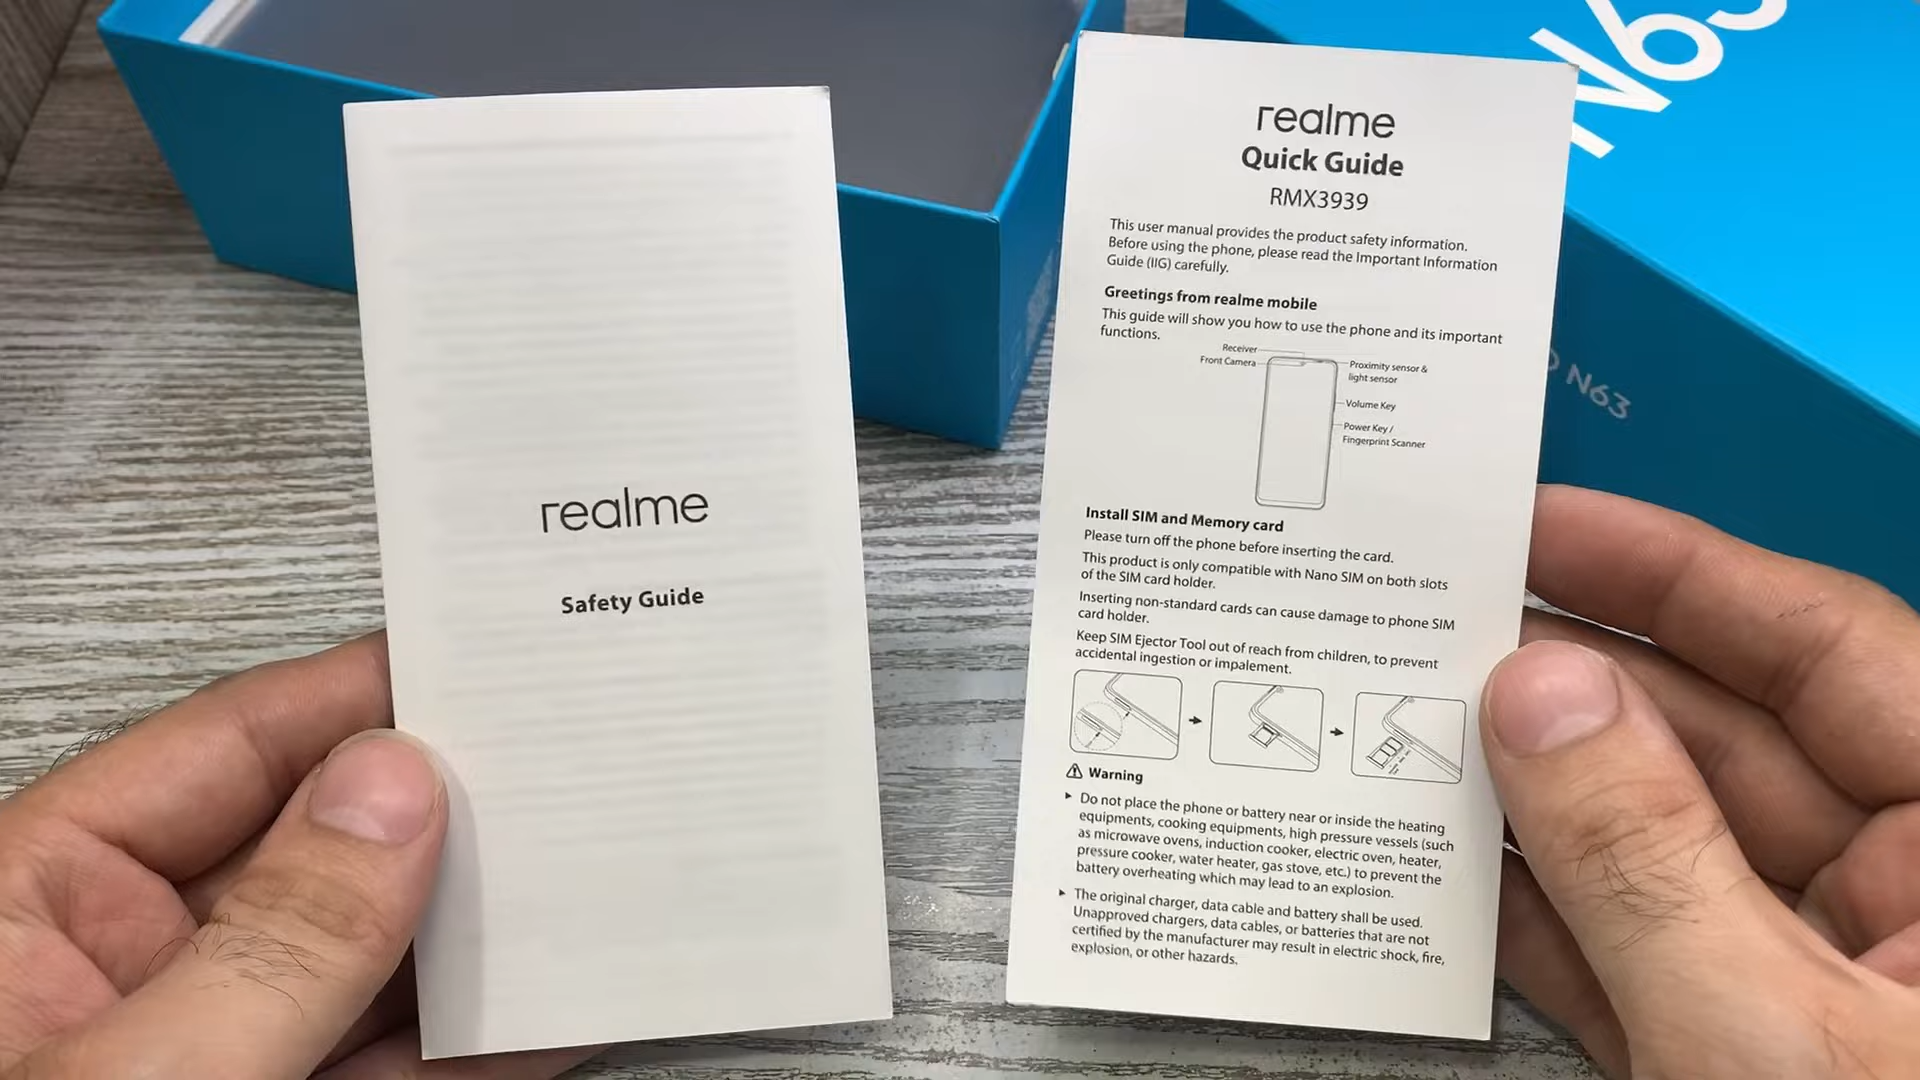 N63
N63
realme
Safety Guide
realme
Quick Guide
RMX3939
This user manual provides the product safety information.
Before using the phone, please read the Important Information
Guide (IIG) carefully.
Greetings from realme mobile
This guide will show you how to use the phone and its important
functions.
Receiver
Front Camera
Proximity sensor &
light sensor
Volume Key
Power Key /
Fingerprint Scanner
Install SIM and Memory card
Please turn off the phone before inserting the card.
This product is only compatible with Nano SIM on both slots
of the SIM card holder.
Inserting non-standard cards can cause damage to phone SIM
card holder.
Keep SIM Ejector Tool out of reach from children, to prevent
accidental ingestion or impalement.
⚠ Warning
▸ Do not place the phone or battery near or inside the heating
equipments, cooking equipments, high pressure vessels (such
as microwave ovens, induction cooker, electric oven, heater,
pressure cooker, water heater, gas stove, etc.) to prevent the
battery overheating which may lead to an explosion.
▸ The original charger, data cable and battery shall be used.
Unapproved chargers, data cables, or batteries that are not
certified by the manufacturer may result in electric shock, fire,
explosion, or other hazards.